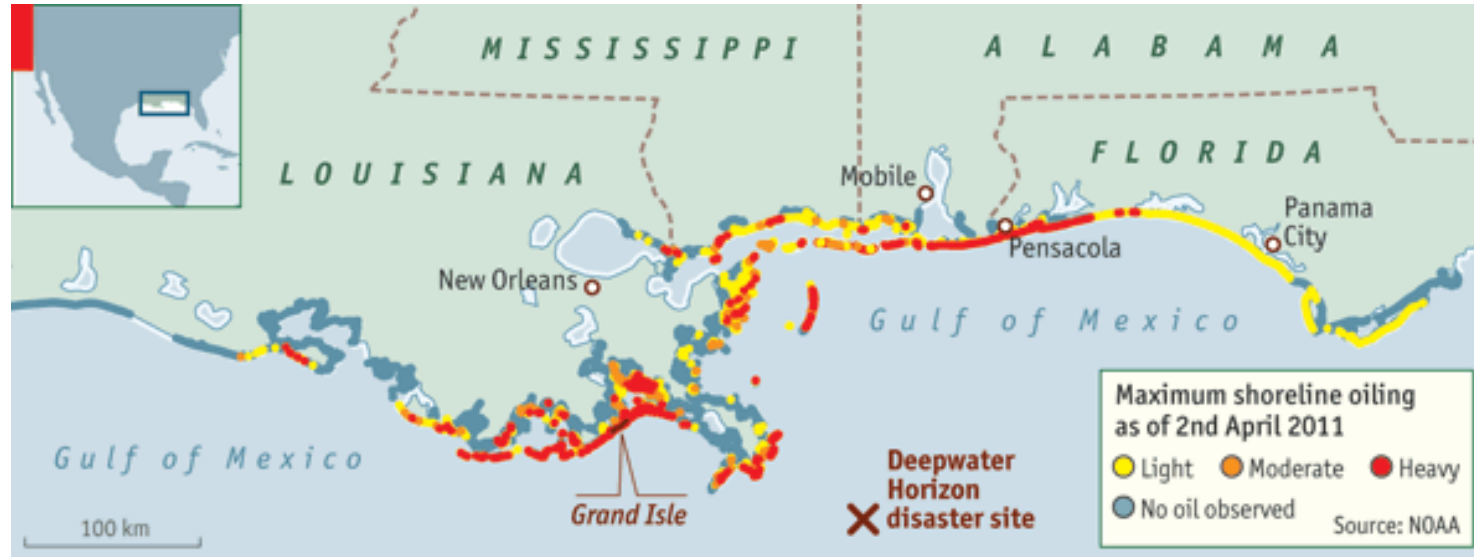 MISSISSIPPI
ALABAMA
LOUISIANA
FLORIDA
Mobile
Panama
City
Pensacola
New Orleans
Gulf of Mexico
Gulf of Mexico
Grand Isle
Deepwater
Horizon
disaster site
100 km
Maximum shoreline oiling
as of 2nd April 2011
Light Moderate Heavy
No oil observed
Source: NOAA